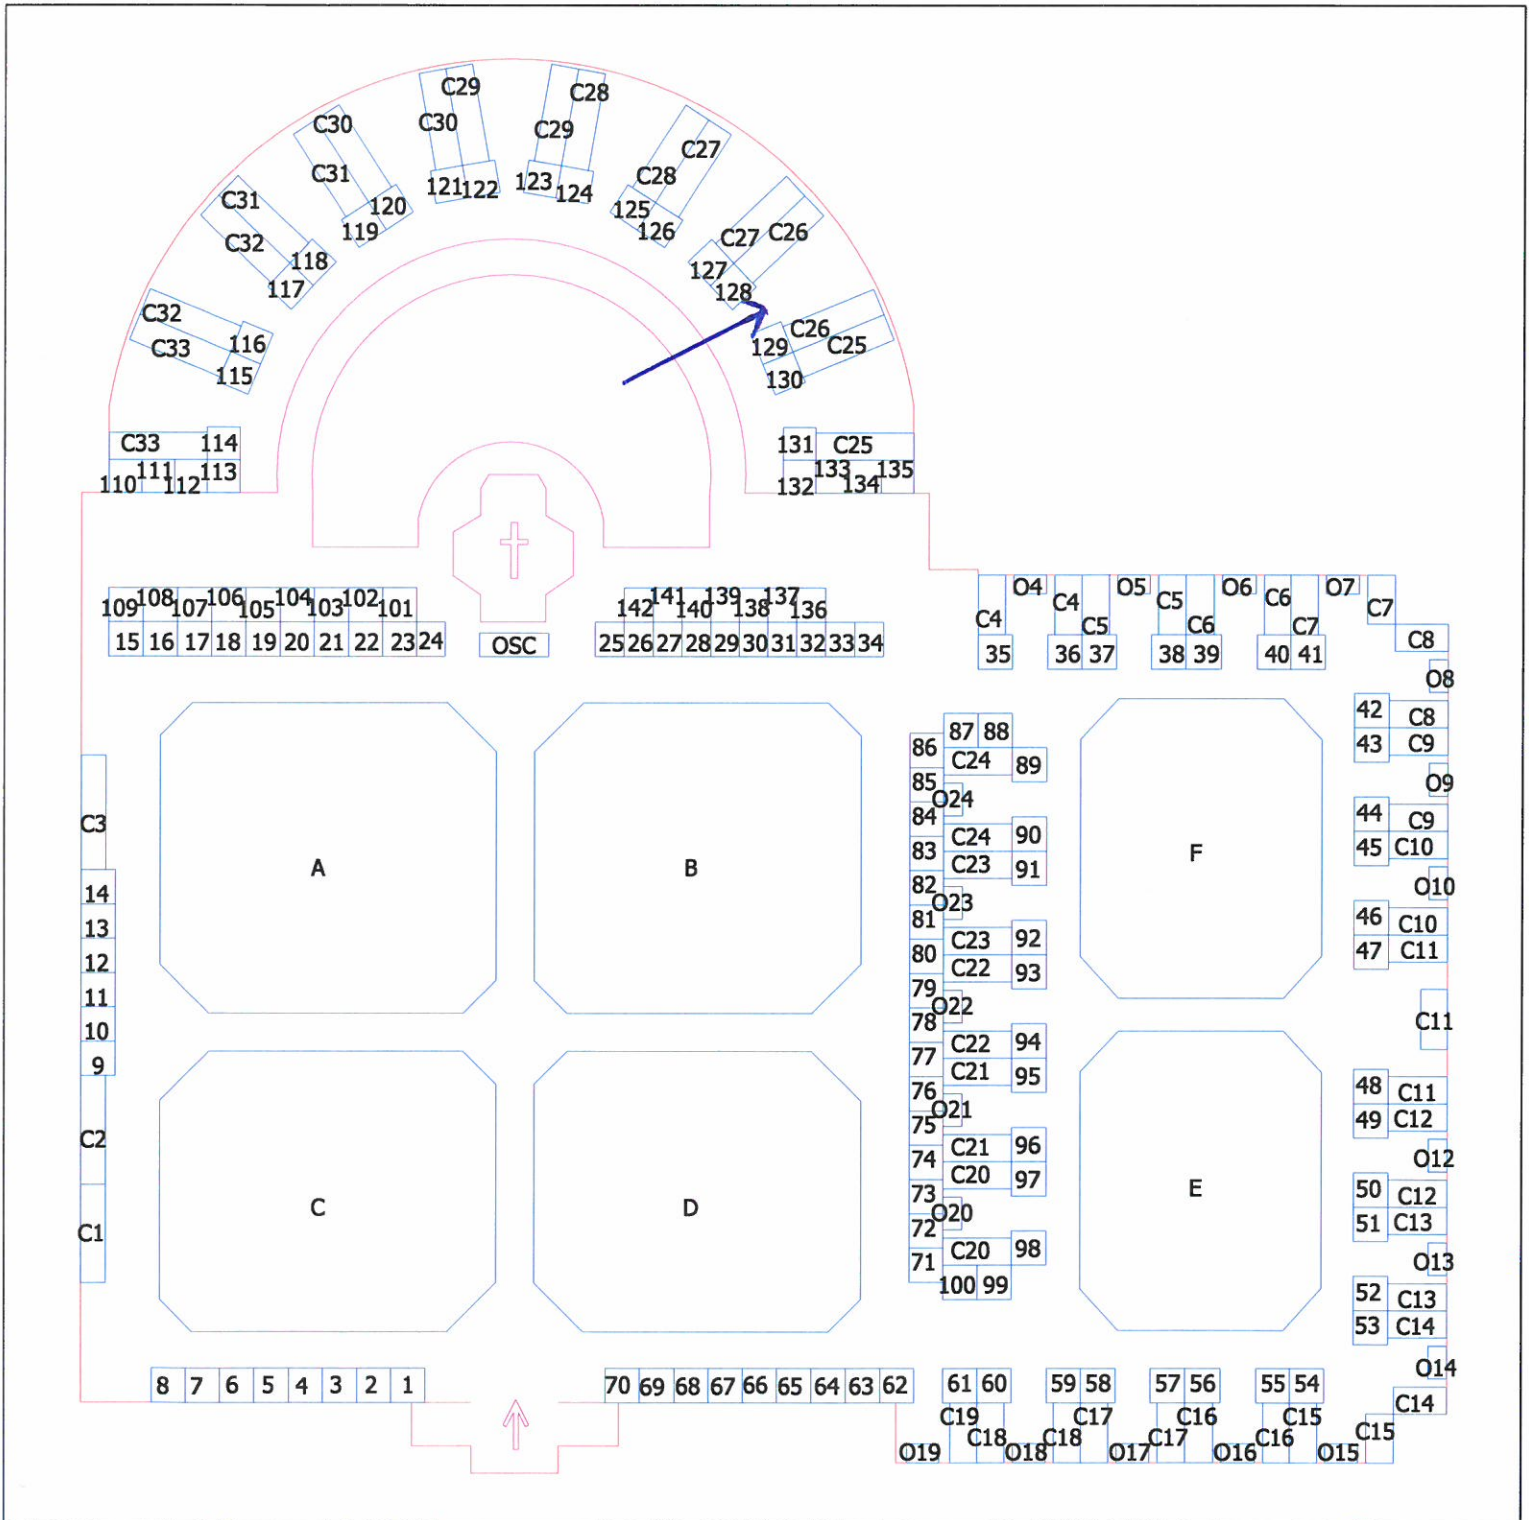 C29 C28
C30 C30 C29 C27
C31 C31 C28
121 122 123 124
C32 120 125
119 126 C27 C26
118 127
117 128
C32 C26
C33 116 129 C25
115 130
C33 114 131 C25
110 111 112 113 132 133 134 135
109 108 107 106 105 104 103 102 101 142 141 140 139 138 137 136
15 16 17 18 19 20 21 22 23 24 OSC 25 26 27 28 29 30 31 32 33 34
O4 O5 O6 O7
C4 C4 C5 C5 C6 C6 C7 C7
C8
35 36 37 38 39 40 41
O8
42 C8
86 87 88
43 C9
85 C24 89
O9
O24
84 44 C9
C3 83 C24 90
45 C10
A B C23 91 F
14 82 O10
O23
13 81 46 C10
12 80 C23 92
C22 93 47 C11
11 79
O22
10 78 C11
9 77 C22 94
C21 95 48 C11
76
O21 49 C12
C2 75
74 C21 96 O12
C20 97
73 50 C12
C D O20 E
C1 72 51 C13
71 C20 98 O13
100 99
52 C13
53 C14
O14
8 7 6 5 4 3 2 1 70 69 68 67 66 65 64 63 62 61 60 59 58 57 56 55 54
C14
C19 C18 C18 C17 C17 C16 C16 C15 C15
O19 O18 O17 O16 O15